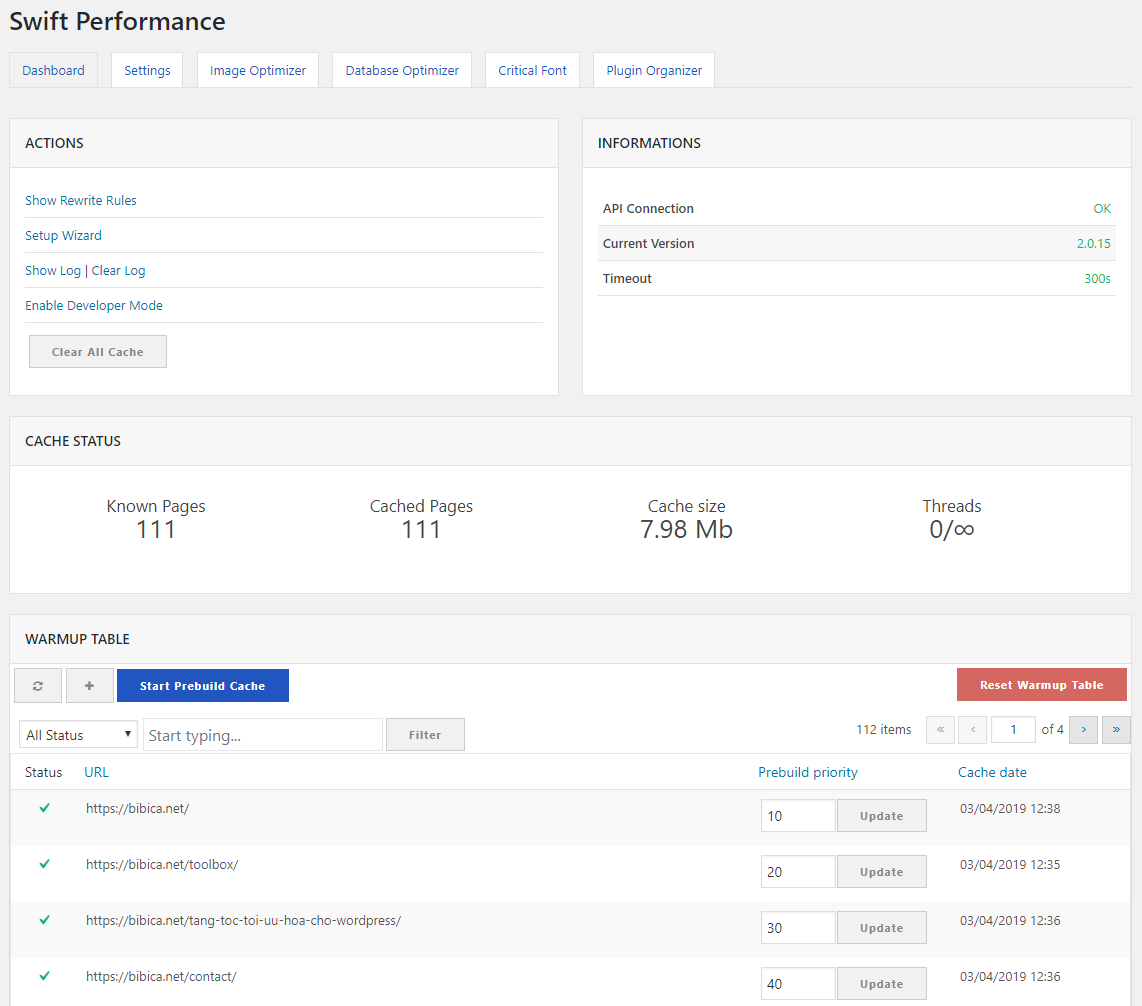 Swift Performance
Dashboard Settings Image Optimizer Database Optimizer Critical Font Plugin Organizer
ACTIONS
Show Rewrite Rules
Setup Wizard
Show Log | Clear Log
Enable Developer Mode
Clear All Cache
INFORMATIONS
API Connection OK
Current Version 2.0.15
Timeout 300s
CACHE STATUS
Known Pages Cached Pages Cache size Threads
111 111 7.98 Mb 0/∞
WARMUP TABLE
+ Start Prebuild Cache Reset Warmup Table
All Status Start typing... Filter 112 items « ‹ 1 of 4 › »
Status URL Prebuild priority Cache date
https://bibica.net/ 10 Update 03/04/2019 12:38
https://bibica.net/toolbox/ 20 Update 03/04/2019 12:35
https://bibica.net/tang-toc-toi-uu-hoa-cho-wordpress/ 30 Update 03/04/2019 12:36
https://bibica.net/contact/ 40 Update 03/04/2019 12:36